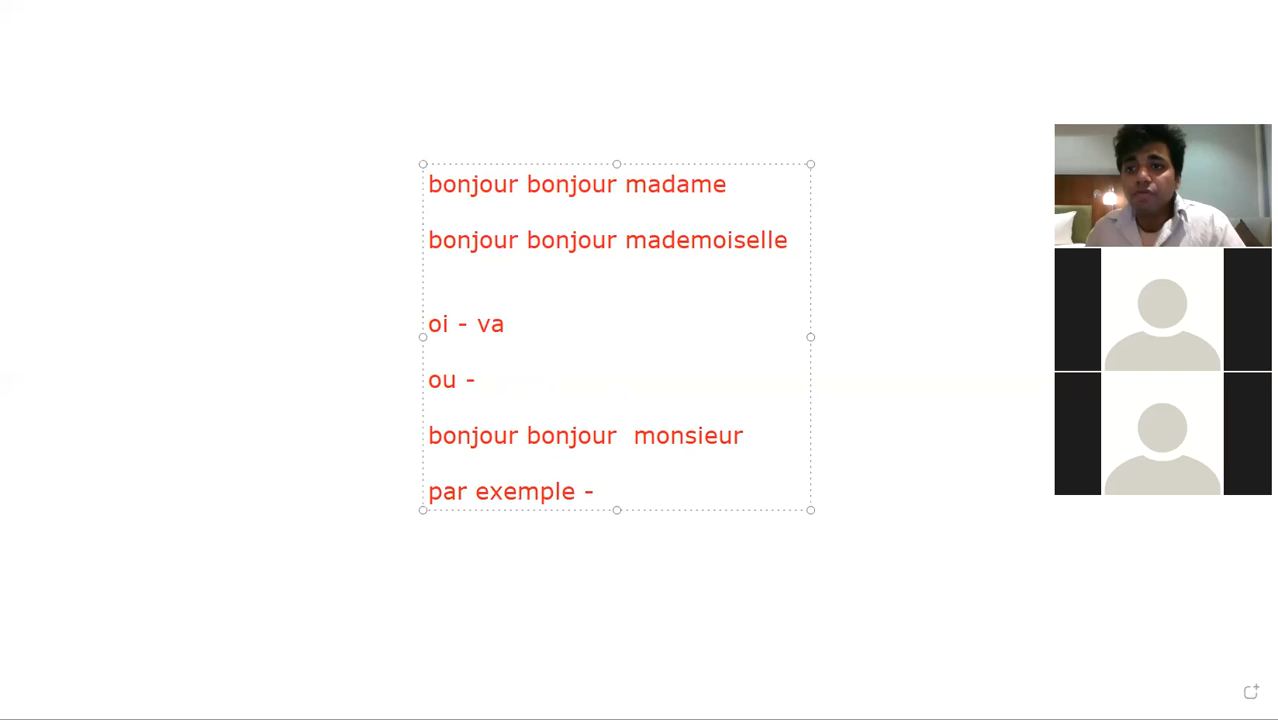 bonjour bonjour madame
bonjour bonjour mademoiselle
oi - va
ou -
bonjour bonjour  monsieur
par exemple -